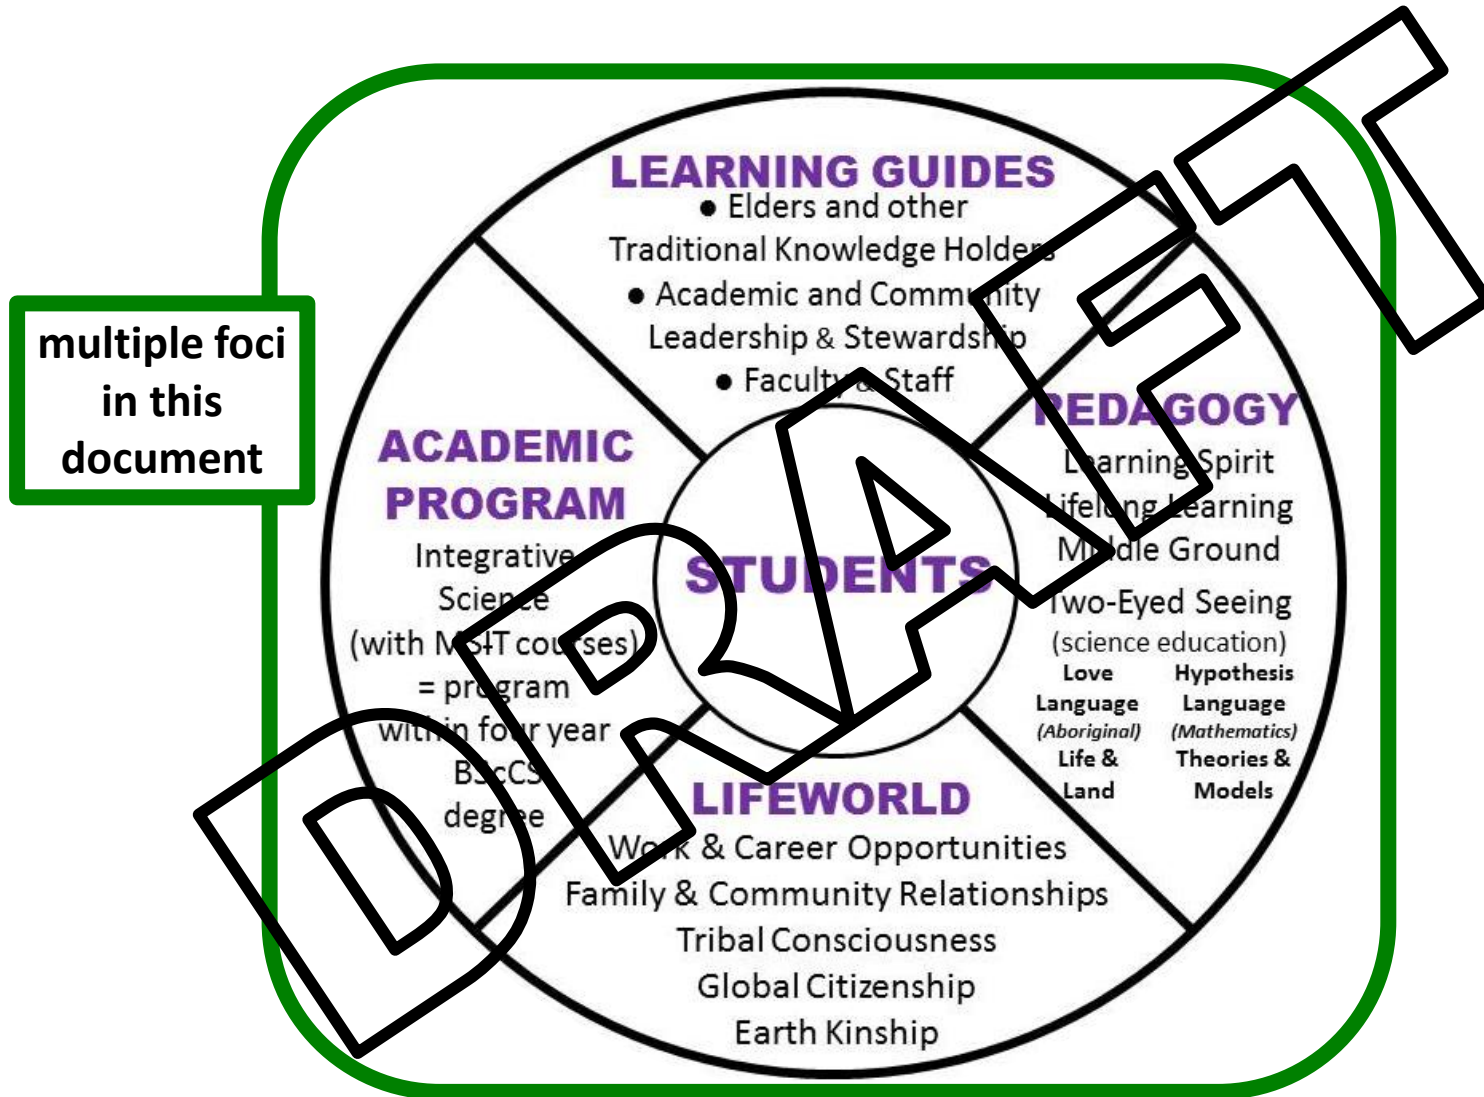 multiple foci
in this
document
LEARNING GUIDES
● Elders and other
Traditional Knowledge Holders
● Academic and Community
Leadership & Stewardship
● Faculty & Staff
ACADEMIC
PROGRAM
Integrative
Science
(with MSIT courses)
= program
within four year
BScCS
degree
STUDENTS
PEDAGOGY
Learning Spirit
Lifelong Learning
Middle Ground
Two-Eyed Seeing
(science education)
Love
Language
(Aboriginal)
Life &
Land
Hypothesis
Language
(Mathematics)
Theories &
Models
LIFEWORLD
Work & Career Opportunities
Family & Community Relationships
Tribal Consciousness
Global Citizenship
Earth Kinship
DRAFT